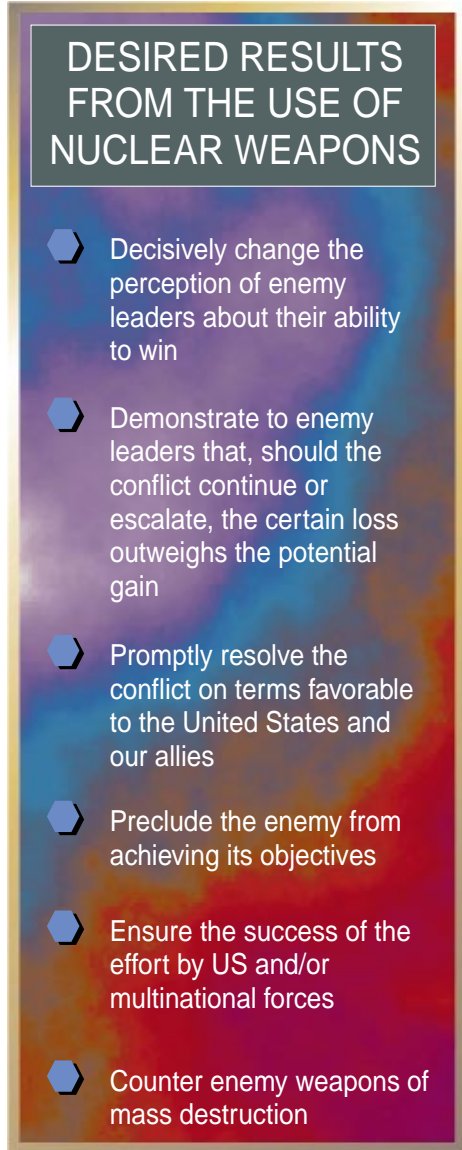 DESIRED RESULTS
FROM THE USE OF
NUCLEAR WEAPONS
Decisively change the
perception of enemy
leaders about their ability
to win
Demonstrate to enemy
leaders that, should the
conflict continue or
escalate, the certain loss
outweighs the potential
gain
Promptly resolve the
conflict on terms favorable
to the United States and
our allies
Preclude the enemy from
achieving its objectives
Ensure the success of the
effort by US and/or
multinational forces
Counter enemy weapons of
mass destruction